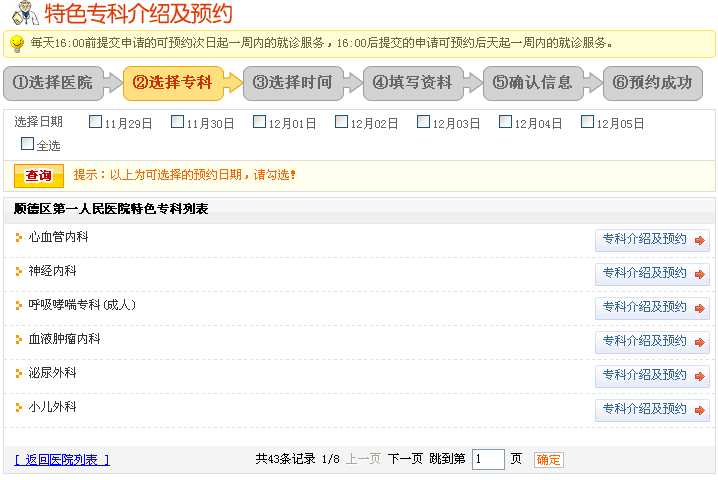 特色专科介绍及预约
每天16:00前提交申请的可预约次日起一周内的就诊服务，16:00后提交的申请可预约后天起一周内的就诊服务。
①选择医院 ②选择专科 ③选择时间 ④填写资料 ⑤确认信息 ⑥预约成功
选择日期 11月29日 11月30日 12月01日 12月02日 12月03日 12月04日 12月05日
全选
查询 提示：以上为可选择的预约日期，请勾选!
顺德区第一人民医院特色专科列表
心血管内科 专科介绍及预约
神经内科 专科介绍及预约
呼吸哮喘专科(成人) 专科介绍及预约
血液肿瘤内科 专科介绍及预约
泌尿外科 专科介绍及预约
小儿外科 专科介绍及预约
[ 返回医院列表 ] 共43条记录 1/8 上一页 下一页 跳到第 1 页 确定